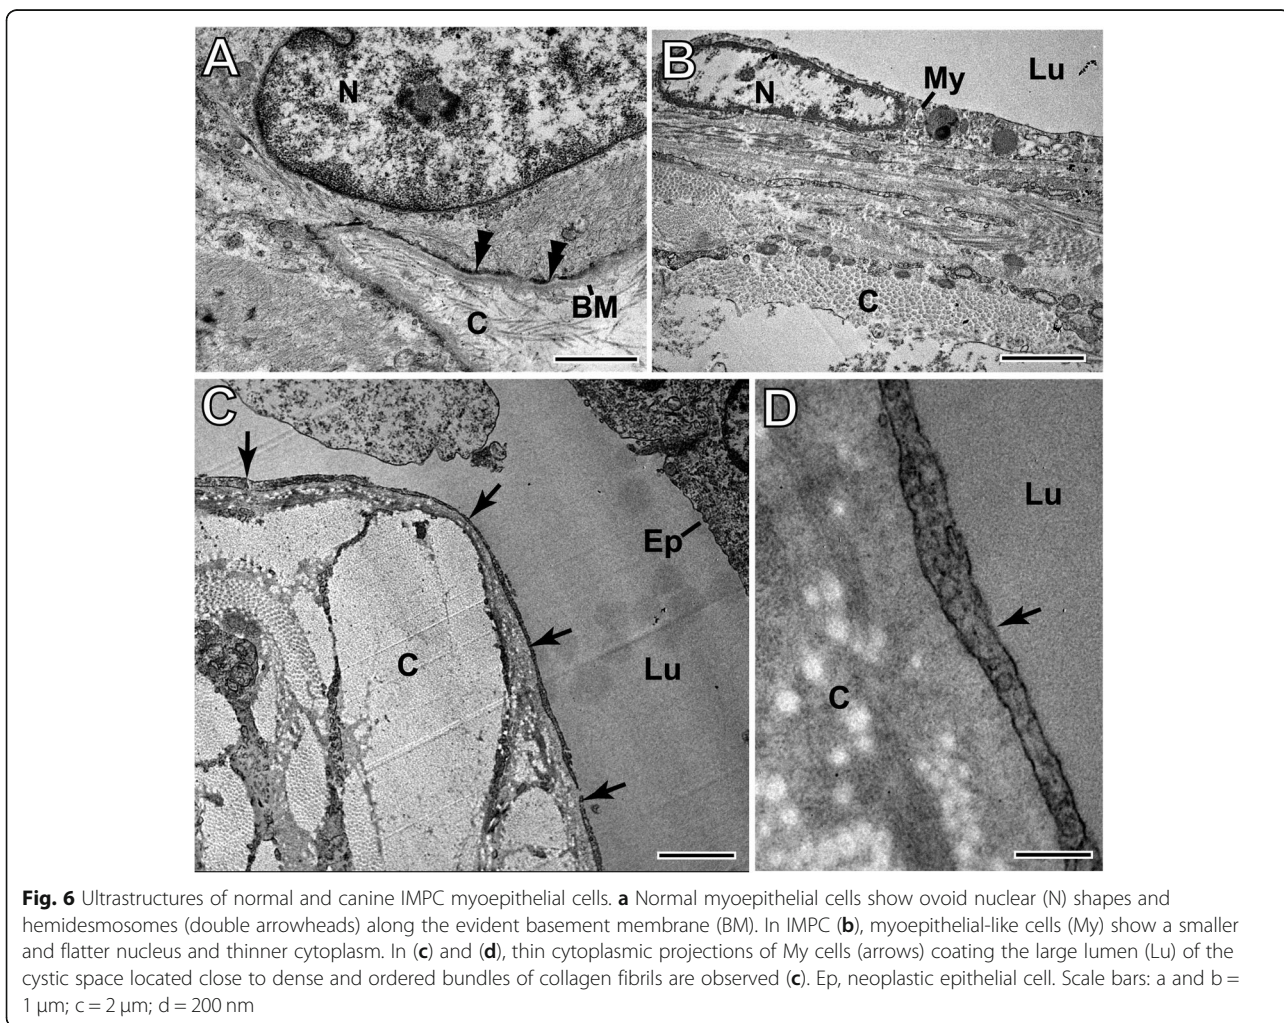 A
N
BM
C
B
N
My
Lu
C
C
Ep
C
Lu
D
Lu
C
Fig. 6 Ultrastructures of normal and canine IMPC myoepithelial cells. a Normal myoepithelial cells show ovoid nuclear (N) shapes and
hemidesmosomes (double arrowheads) along the evident basement membrane (BM). In IMPC (b), myoepithelial-like cells (My) show a smaller
and flatter nucleus and thinner cytoplasm. In (c) and (d), thin cytoplasmic projections of My cells (arrows) coating the large lumen (Lu) of the
cystic space located close to dense and ordered bundles of collagen fibrils are observed (c). Ep, neoplastic epithelial cell. Scale bars: a and b =
1 μm; c = 2 μm; d = 200 nm